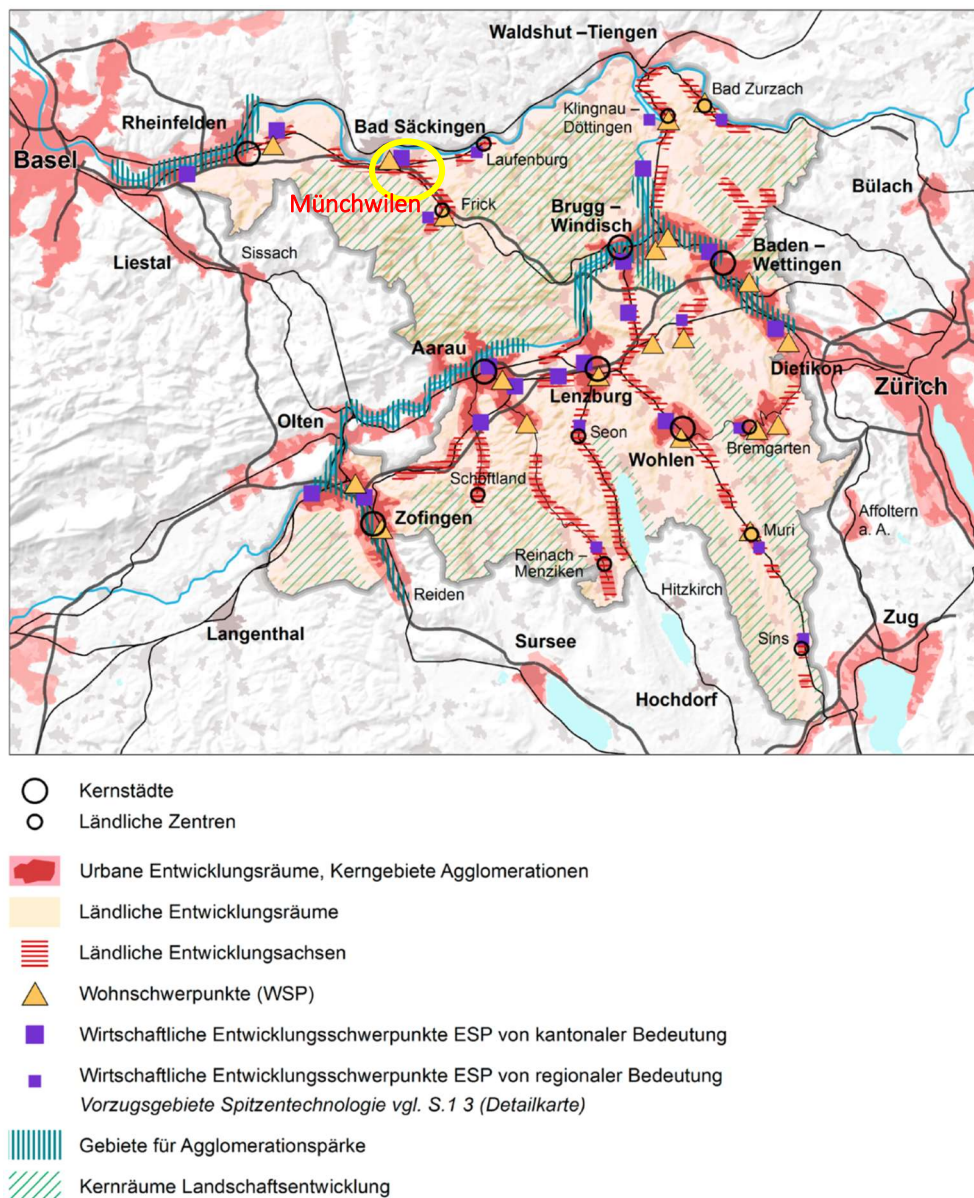 Waldshut –Tiengen
Bad Zurzach
Klingnau –
Döttingen
Rheinfelden
Bad Säckingen
Basel
Laufenburg
Bülach
Münchwilen
Frick
Brugg –
Windisch
Baden –
Wettingen
Sissach
Liestal
Aarau
Dietikon
Zürich
Lenzburg
Olten
Seon
Wohlen
Bremgarten
Schöftland
Zofingen
Affoltern
a. A.
Muri
Reinach –
Menziken
Hitzkirch
Reiden
Langenthal
Sursee
Sins
Zug
Hochdorf
Kernstädte
Ländliche Zentren
Urbane Entwicklungsräume, Kerngebiete Agglomerationen
Ländliche Entwicklungsräume
Ländliche Entwicklungsachsen
Wohnschwerpunkte (WSP)
Wirtschaftliche Entwicklungsschwerpunkte ESP von kantonaler Bedeutung
Wirtschaftliche Entwicklungsschwerpunkte ESP von regionaler Bedeutung
Vorzugsgebiete Spitzentechnologie vgl. S.1 3 (Detailkarte)
Gebiete für Agglomerationspärke
Kernräume Landschaftsentwicklung